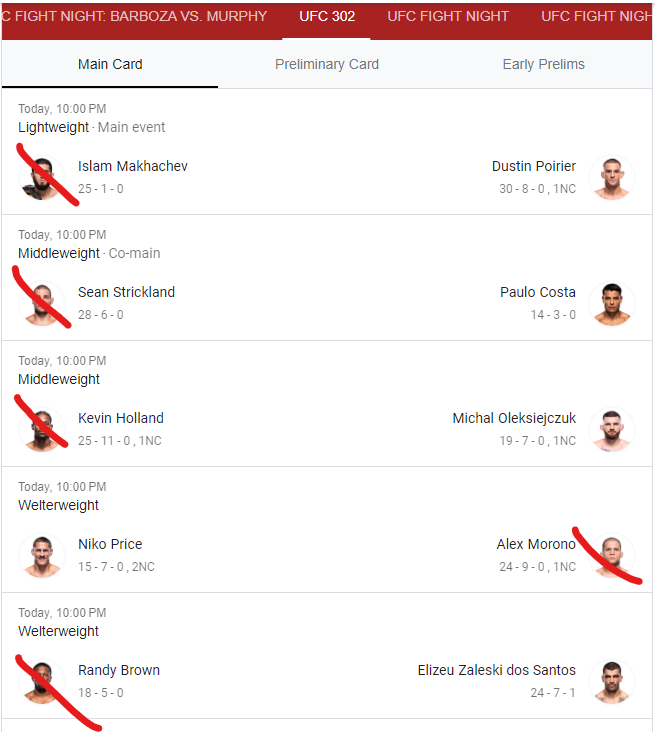 C FIGHT NIGHT: BARBOZA VS. MURPHY UFC 302 UFC FIGHT NIGHT UFC FIGH
Main Card Preliminary Card Early Prelims
Today, 10:00 PM
Lightweight · Main event
Islam Makhachev Dustin Poirier
25 - 1 - 0 30 - 8 - 0 , 1NC
Today, 10:00 PM
Middleweight · Co-main
Sean Strickland Paulo Costa
28 - 6 - 0 14 - 3 - 0
Today, 10:00 PM
Middleweight
Kevin Holland Michal Oleksiejczuk
25 - 11 - 0 , 1NC 19 - 7 - 0 , 1NC
Today, 10:00 PM
Welterweight
Niko Price Alex Morono
15 - 7 - 0 , 2NC 24 - 9 - 0 , 1NC
Today, 10:00 PM
Welterweight
Randy Brown Elizeu Zaleski dos Santos
18 - 5 - 0 24 - 7 - 1